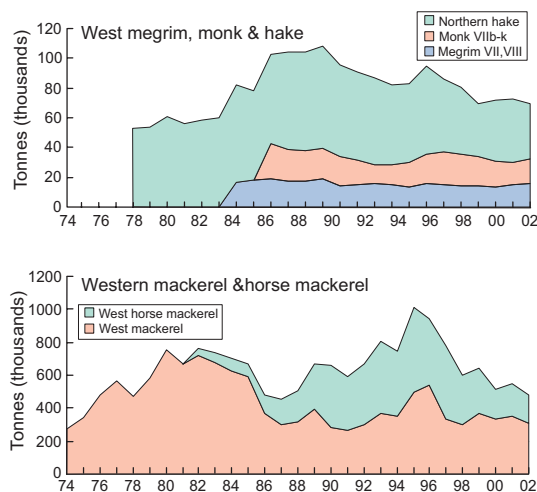 West megrim, monk & hake
Northern hake
Monk VIIb-k
Megrim VII,VIII
Tonnes (thousands)
120
100
80
60
40
20
0
74 76 78 80 82 84 86 88 90 92 94 96 98 00 02
Western mackerel &horse mackerel
West horse mackerel
West mackerel
Tonnes (thousands)
1200
1000
800
600
400
200
0
74 76 78 80 82 84 86 88 90 92 94 96 98 00 02